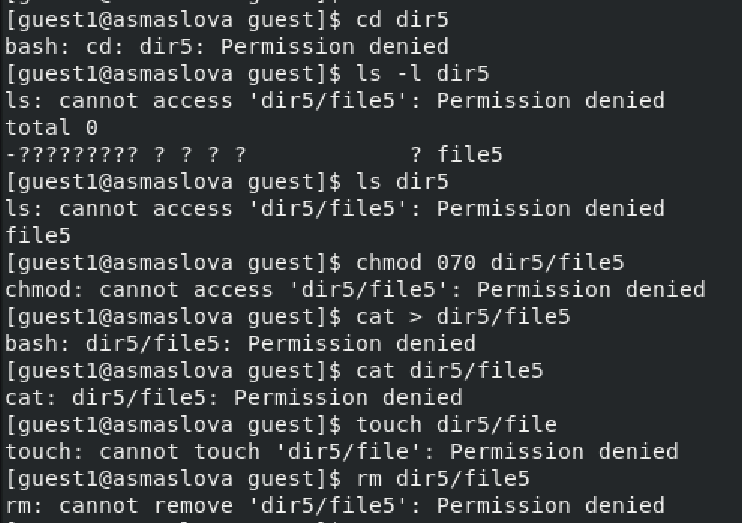 [guest1@asmaslova guest]$ cd dir5
bash: cd: dir5: Permission denied
[guest1@asmaslova guest]$ ls -l dir5
ls: cannot access 'dir5/file5': Permission denied
total 0
-????????? ? ? ? ?            ? file5
[guest1@asmaslova guest]$ ls dir5
ls: cannot access 'dir5/file5': Permission denied
file5
[guest1@asmaslova guest]$ chmod 070 dir5/file5
chmod: cannot access 'dir5/file5': Permission denied
[guest1@asmaslova guest]$ cat > dir5/file5
bash: dir5/file5: Permission denied
[guest1@asmaslova guest]$ cat dir5/file5
cat: dir5/file5: Permission denied
[guest1@asmaslova guest]$ touch dir5/file
touch: cannot touch 'dir5/file': Permission denied
[guest1@asmaslova guest]$ rm dir5/file5
rm: cannot remove 'dir5/file5': Permission denied